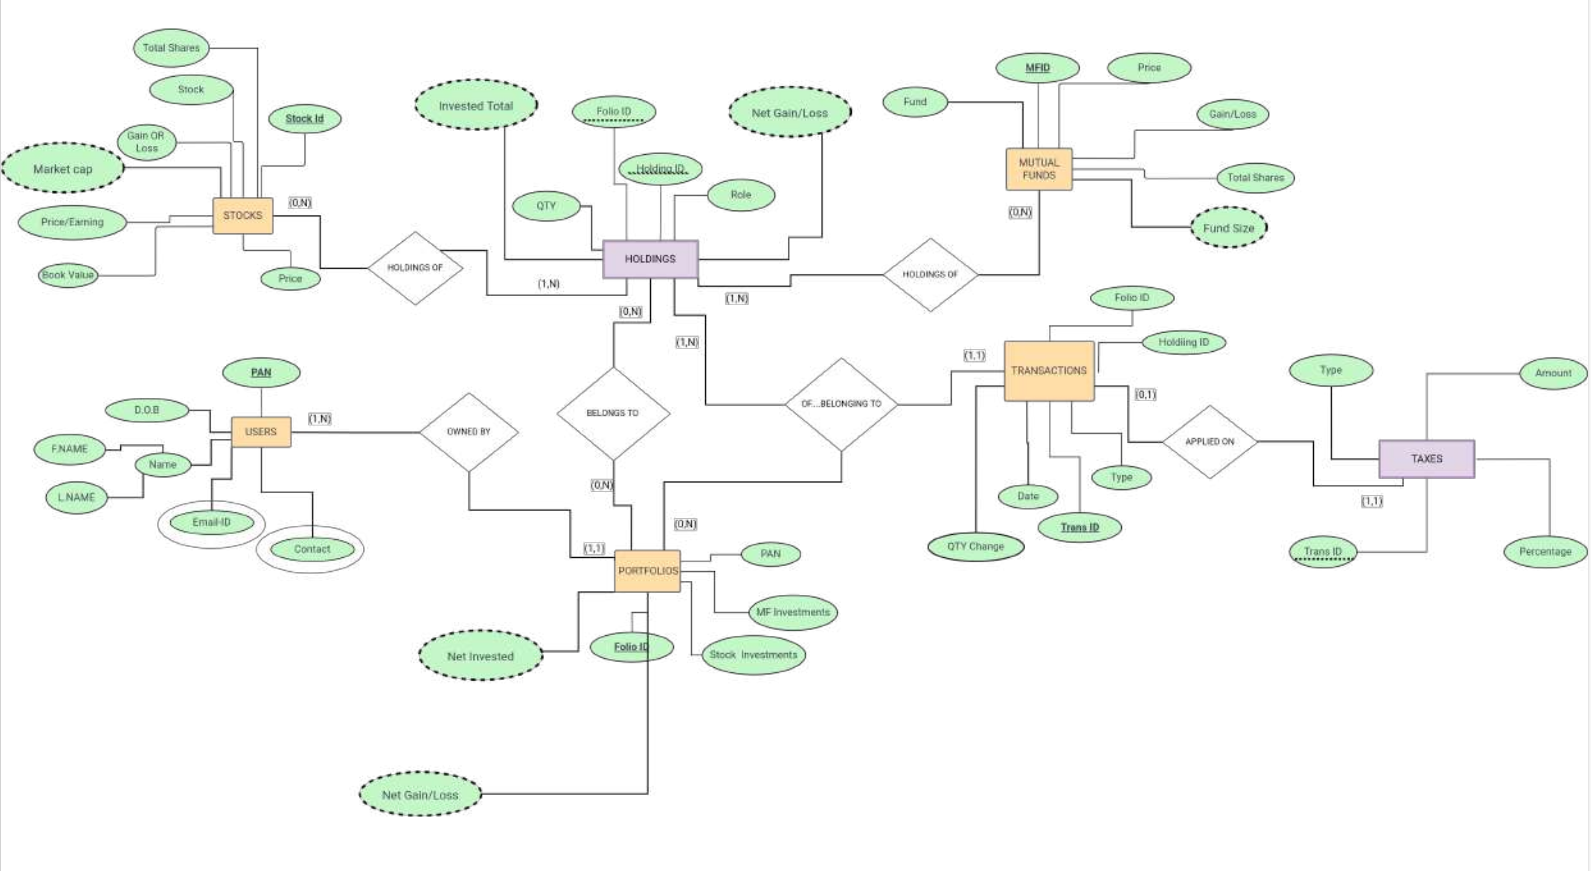 Total Shares
Stock
Stock Id
Gain OR
Loss
Market cap
Price/Earning
Book Value
Price
STOCKS
(0,N)
HOLDINGS OF
(1,N)
Invested Total
Folio ID
Net Gain/Loss
Holding ID
QTY
Role
HOLDINGS
(0,N)
(1,N)
(1,N)
HOLDINGS OF
(0,N)
MFID
Price
Fund
Gain/Loss
MUTUAL
FUNDS
Total Shares
Fund Size
PAN
D.O.B
F.NAME
Name
L.NAME
Email-ID
Contact
USERS
(1,N)
OWNED BY
(1,1)
BELONGS TO
(0,N)
OF...BELONGING TO
(0,N)
(1,1)
Folio ID
Holdiing ID
TRANSACTIONS
(0,1)
Date
Type
Trans ID
QTY Change
APPLIED ON
(1,1)
Type
Amount
TAXES
Trans ID
Percentage
PORTFOLIOS
PAN
MF Investments
Stock Investments
Folio ID
Net Invested
Net Gain/Loss